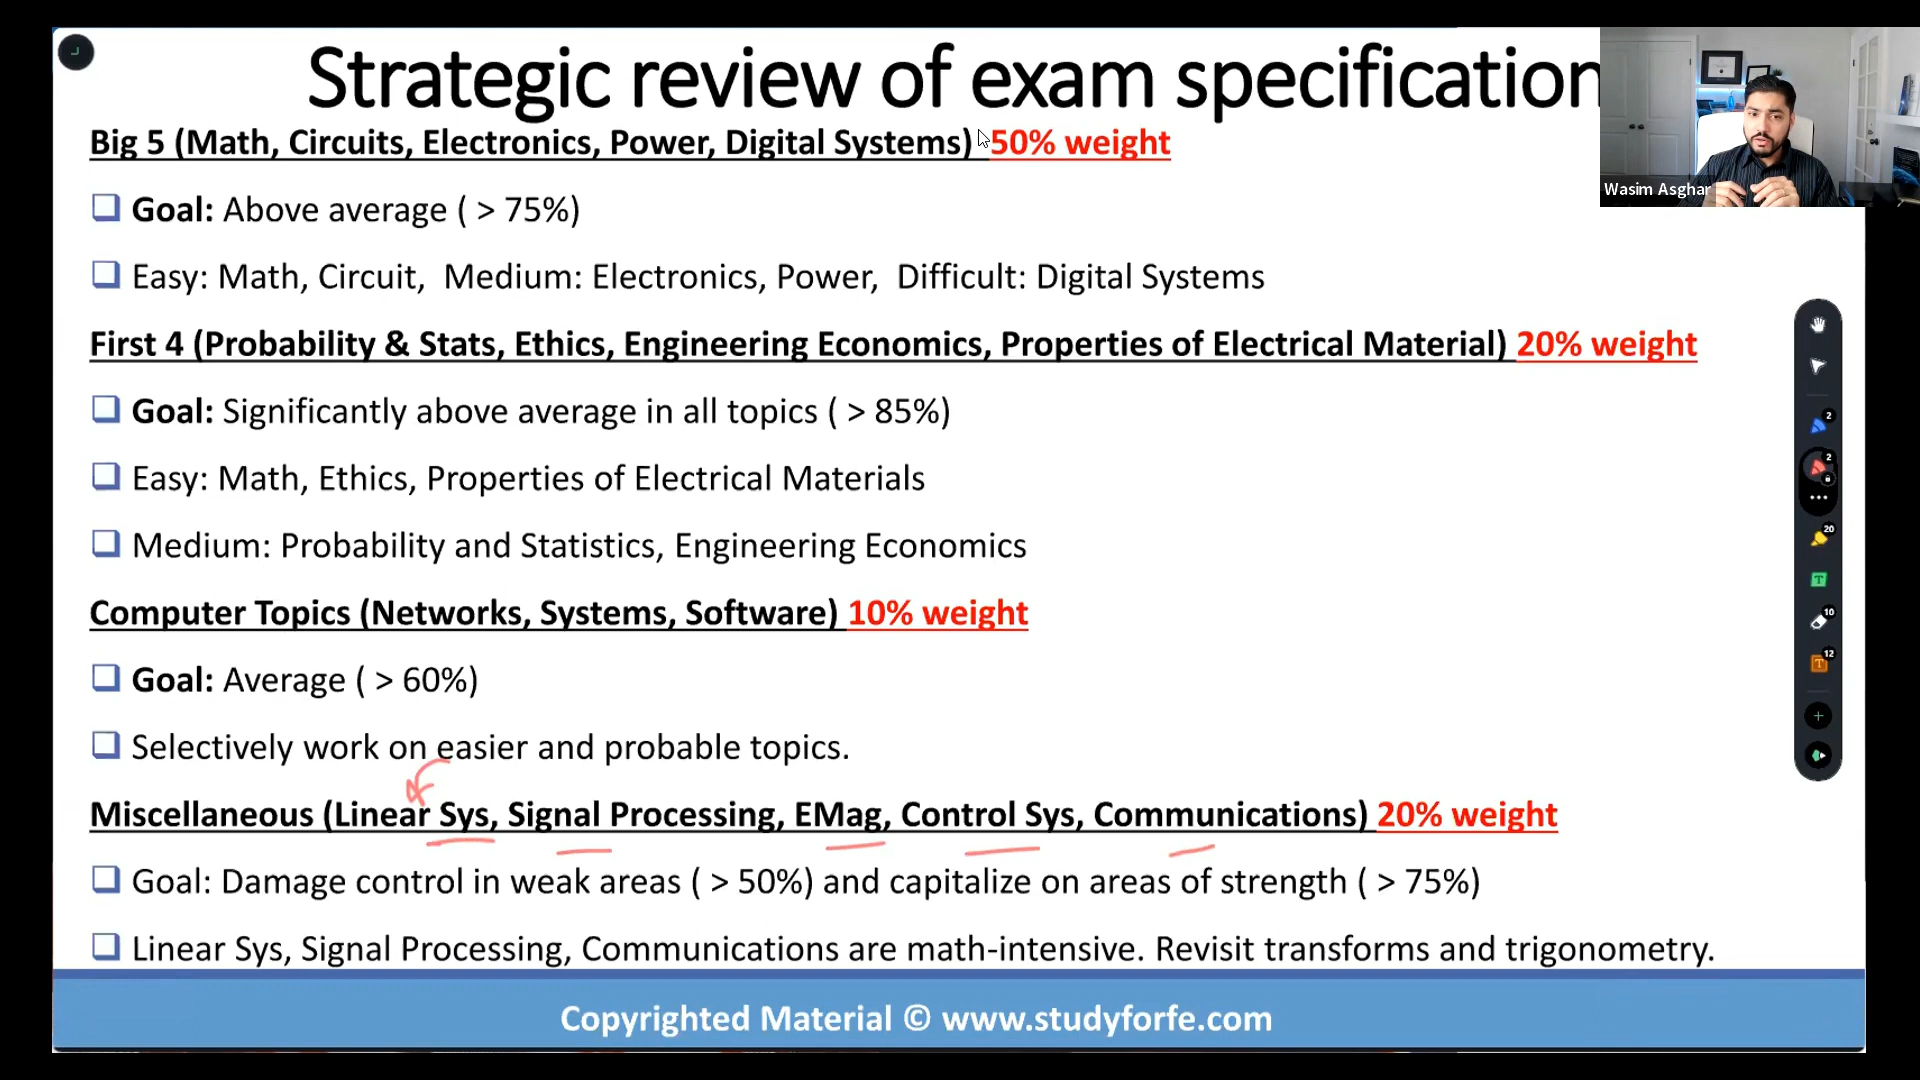 Strategic review of exam specification
Big 5 (Math, Circuits, Electronics, Power, Digital Systems) 50% weight
Wasim Asghar
Goal: Above average ( > 75%)
Easy: Math, Circuit, Medium: Electronics, Power, Difficult: Digital Systems
First 4 (Probability & Stats, Ethics, Engineering Economics, Properties of Electrical Material) 20% weight
Goal: Significantly above average in all topics ( > 85%)
2
2
Easy: Math, Ethics, Properties of Electrical Materials
Medium: Probability and Statistics, Engineering Economics
20
T
Computer Topics (Networks, Systems, Software) 10% weight
10
Goal: Average ( > 60%)
12
T
Selectively work on easier and probable topics.
Miscellaneous (Linear Sys, Signal Processing, EMag, Control Sys, Communications) 20% weight
Goal: Damage control in weak areas ( > 50%) and capitalize on areas of strength ( > 75%)
Linear Sys, Signal Processing, Communications are math-intensive. Revisit transforms and trigonometry.
Copyrighted Material © www.studyforfe.com